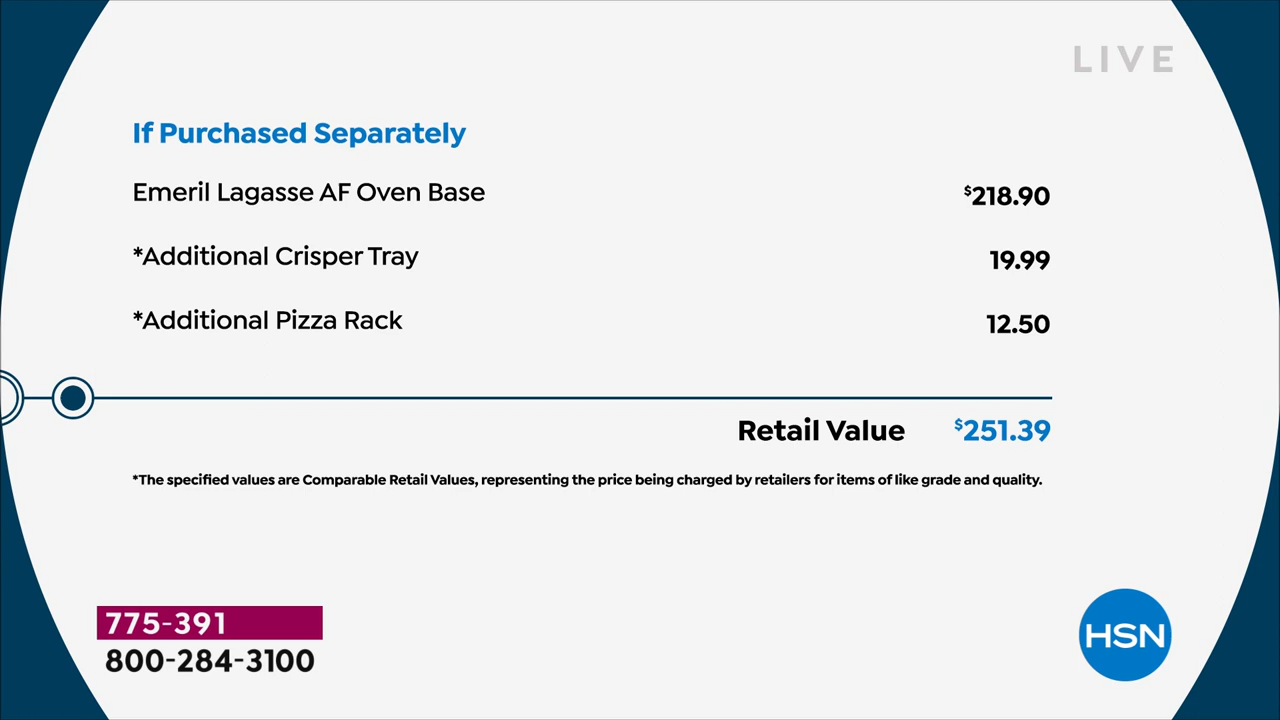 LIVE
If Purchased Separately
Emeril Lagasse AF Oven Base $218.90
*Additional Crisper Tray 19.99
*Additional Pizza Rack 12.50
Retail Value $251.39
*The specified values are Comparable Retail Values, representing the price being charged by retailers for items of like grade and quality.
775-391
800-284-3100
HSN